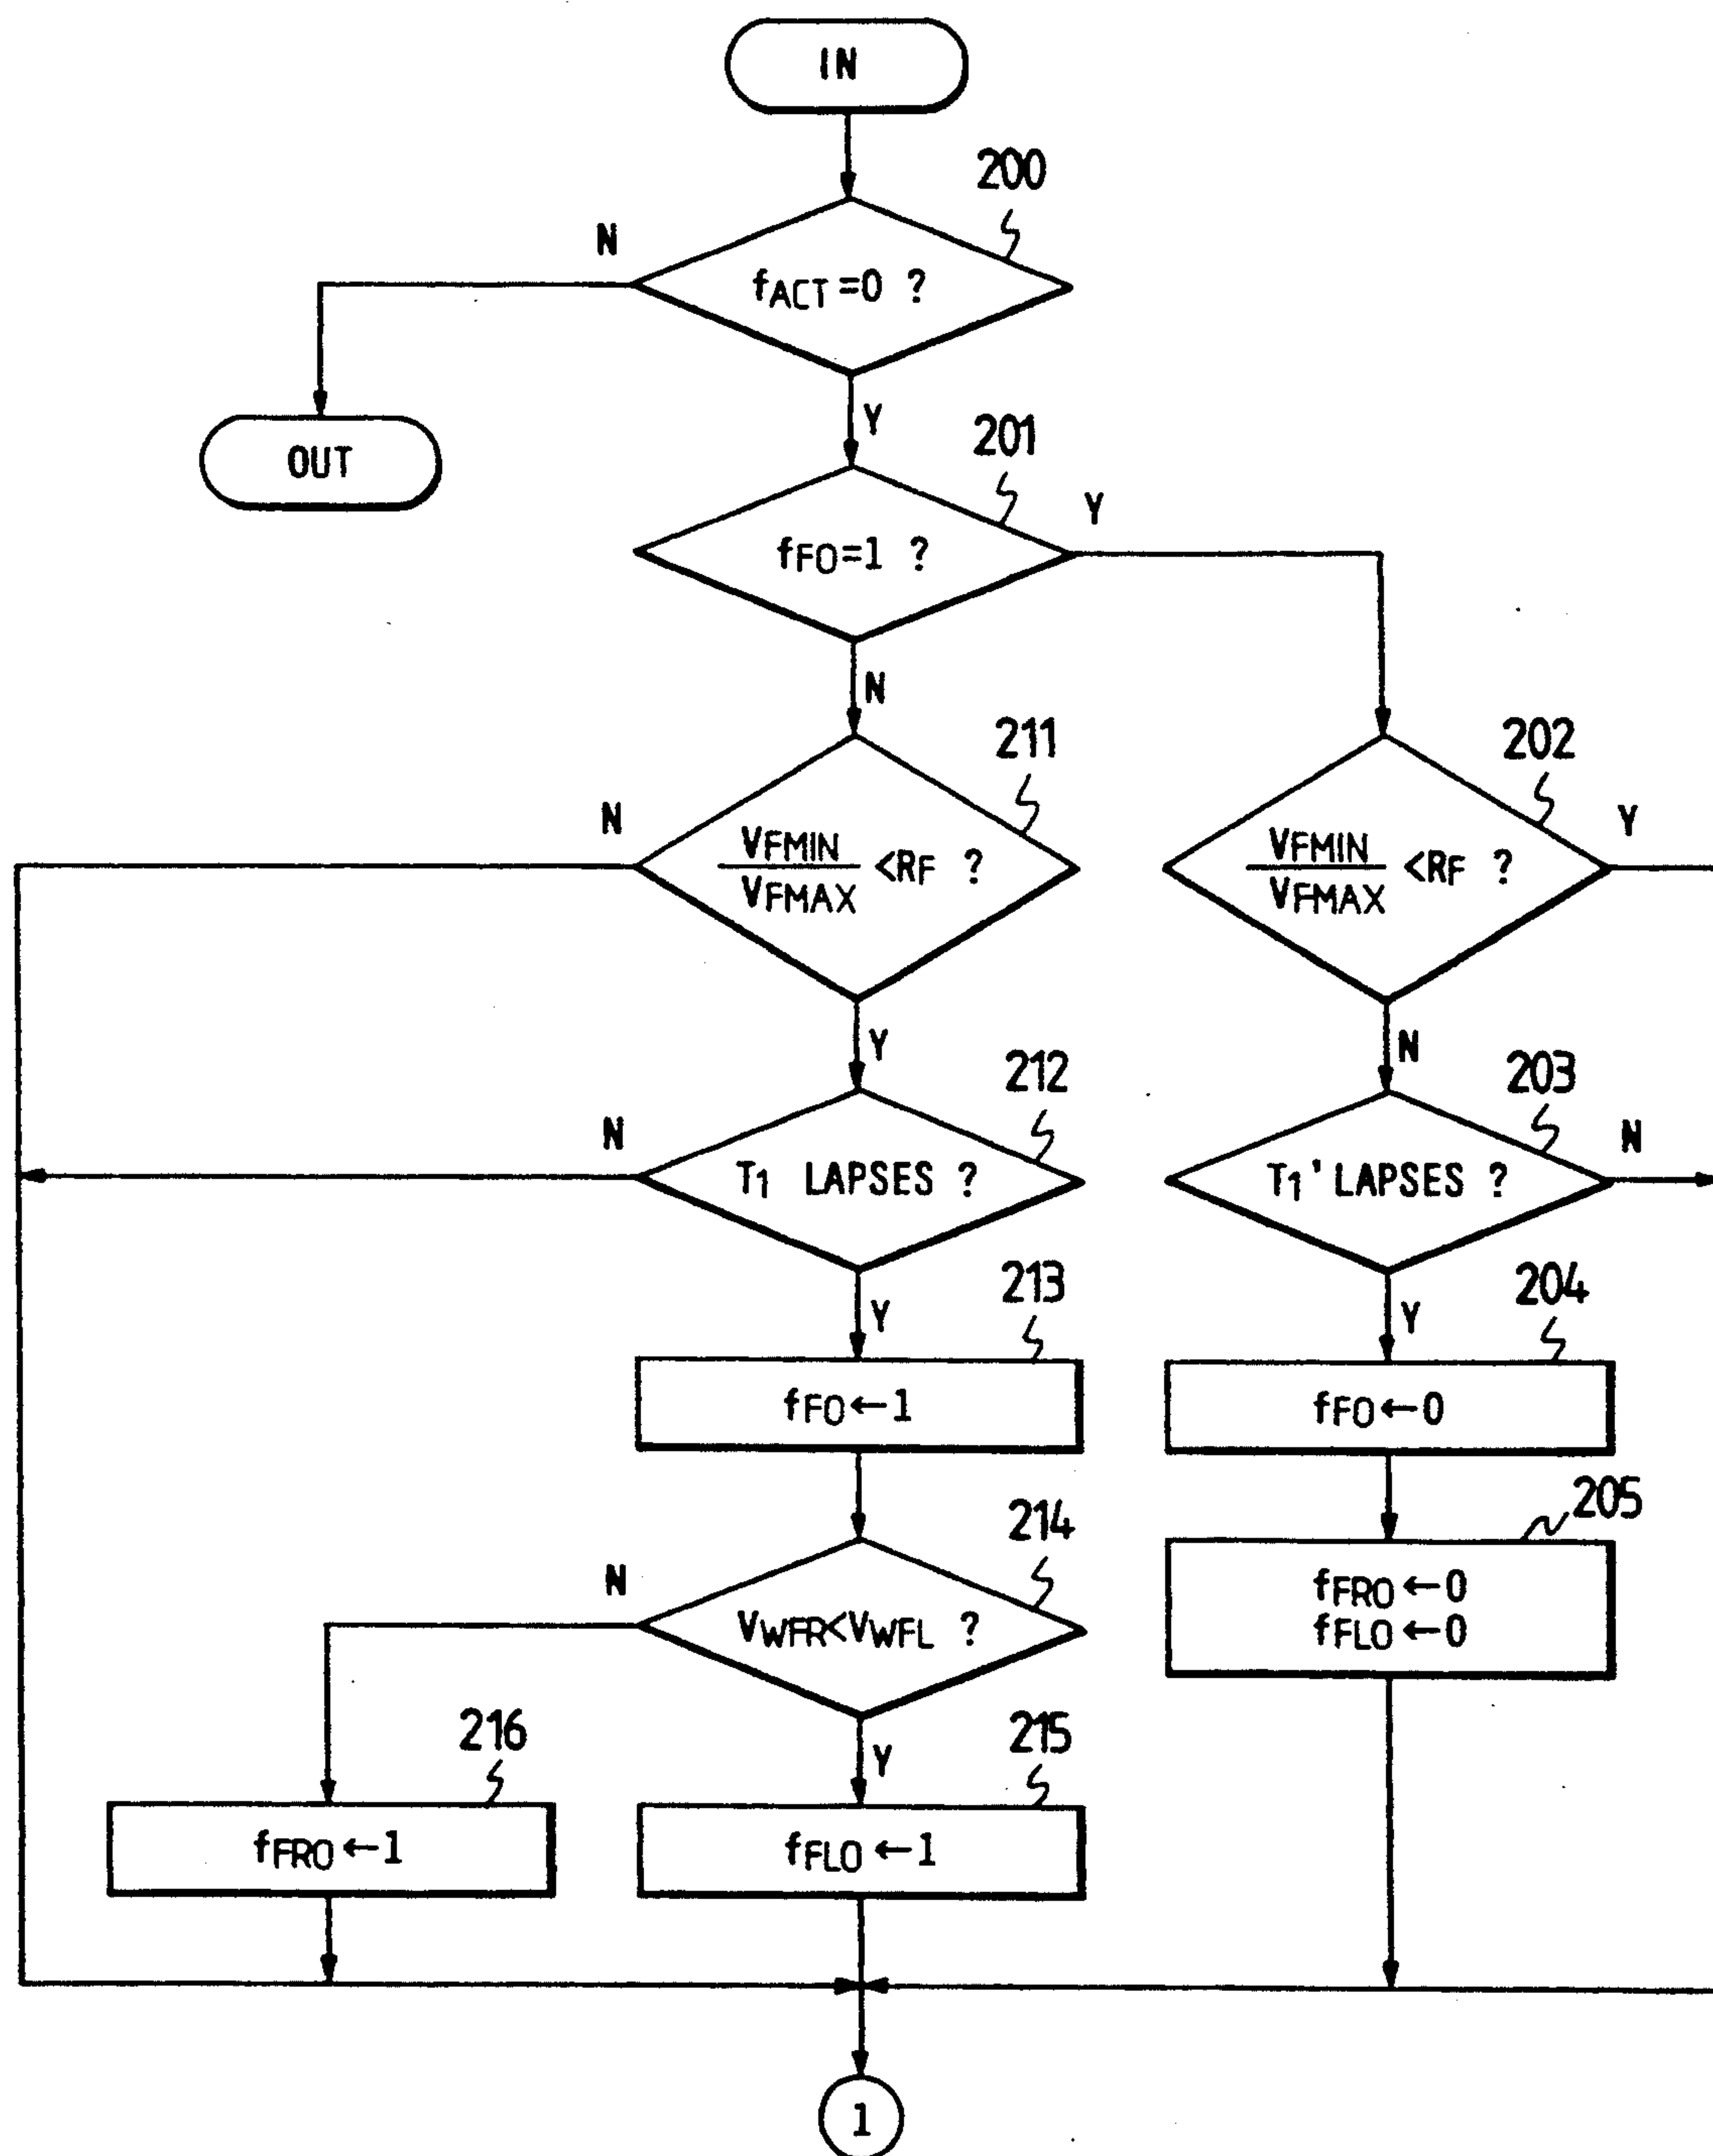 IN
200
N
fACT=0 ?
Y
OUT
201
Y
fFO=1 ?
N
211
202
N
VFMIN
VFMAX
<RF ?
VFMIN
VFMAX
<RF ?
Y
Y
N
212
203
N
T1 LAPSES ?
T1' LAPSES ?
N
Y
Y
213
204
fFO←1
fFO←0
214
205
N
VWFR<VWFL ?
fFRO←0
fFLO←0
Y
216
215
fFRO←1
fFLO←1
1